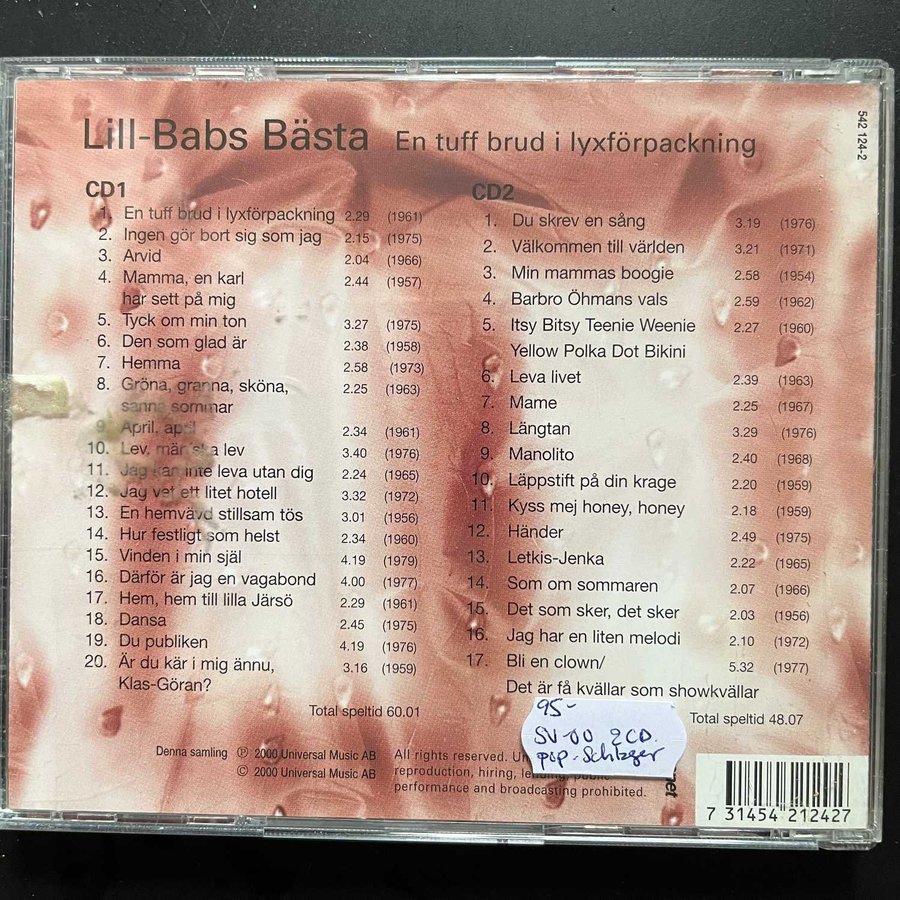 Lill-Babs Bästa En tuff brud i lyxförpackning
542 124-2
CD1
1. En tuff brud i lyxförpackning 2.29 (1961)
2. Ingen gör bort sig som jag 2.15 (1975)
3. Arvid 2.04 (1966)
4. Mamma, en karl 2.44 (1957)
har sett på mig
5. Tyck om min ton 3.27 (1975)
6. Den som glad är 2.38 (1958)
7. Hemma 2.58 (1973)
8. Gröna, granna, sköna, 2.25 (1963)
sanna sommar
9. April, april 2.34 (1961)
10. Lev, människa lev 3.40 (1976)
11. Jag kan inte leva utan dig 2.24 (1965)
12. Jag vet ett litet hotell 3.32 (1972)
13. En hemvävd stillsam tös 3.01 (1956)
14. Hur festligt som helst 2.34 (1960)
15. Vinden i min själ 4.19 (1979)
16. Därför är jag en vagabond 4.00 (1977)
17. Hem, hem till lilla Järsö 2.29 (1961)
18. Dansa 2.45 (1975)
19. Du publiken 4.19 (1976)
20. Är du kär i mig ännu, 3.16 (1959)
Klas-Göran?
Total speltid 60.01
CD2
1. Du skrev en sång 3.19 (1976)
2. Välkommen till världen 3.21 (1971)
3. Min mammas boogie 2.58 (1954)
4. Barbro Öhmans vals 2.59 (1962)
5. Itsy Bitsy Teenie Weenie 2.27 (1960)
Yellow Polka Dot Bikini
6. Leva livet 2.39 (1963)
7. Mame 2.25 (1967)
8. Längtan 3.29 (1976)
9. Manolito 2.40 (1968)
10. Läppstift på din krage 2.20 (1959)
11. Kyss mej honey, honey 2.18 (1959)
12. Händer 2.49 (1975)
13. Letkis-Jenka 2.22 (1965)
14. Som om sommaren 2.07 (1966)
15. Det som sker, det sker 2.03 (1956)
16. Jag har en liten melodi 2.10 (1972)
17. Bli en clown/ 5.32 (1977)
Det är få kvällar som showkvällar
Total speltid 48.07
95-
SV-00 2CD.
pop-Schlager
Denna samling ℗ 2000 Universal Music AB
© 2000 Universal Music AB
All rights reserved.
reproduction, hiring, lending, public
performance and broadcasting prohibited.
7 31454 212427